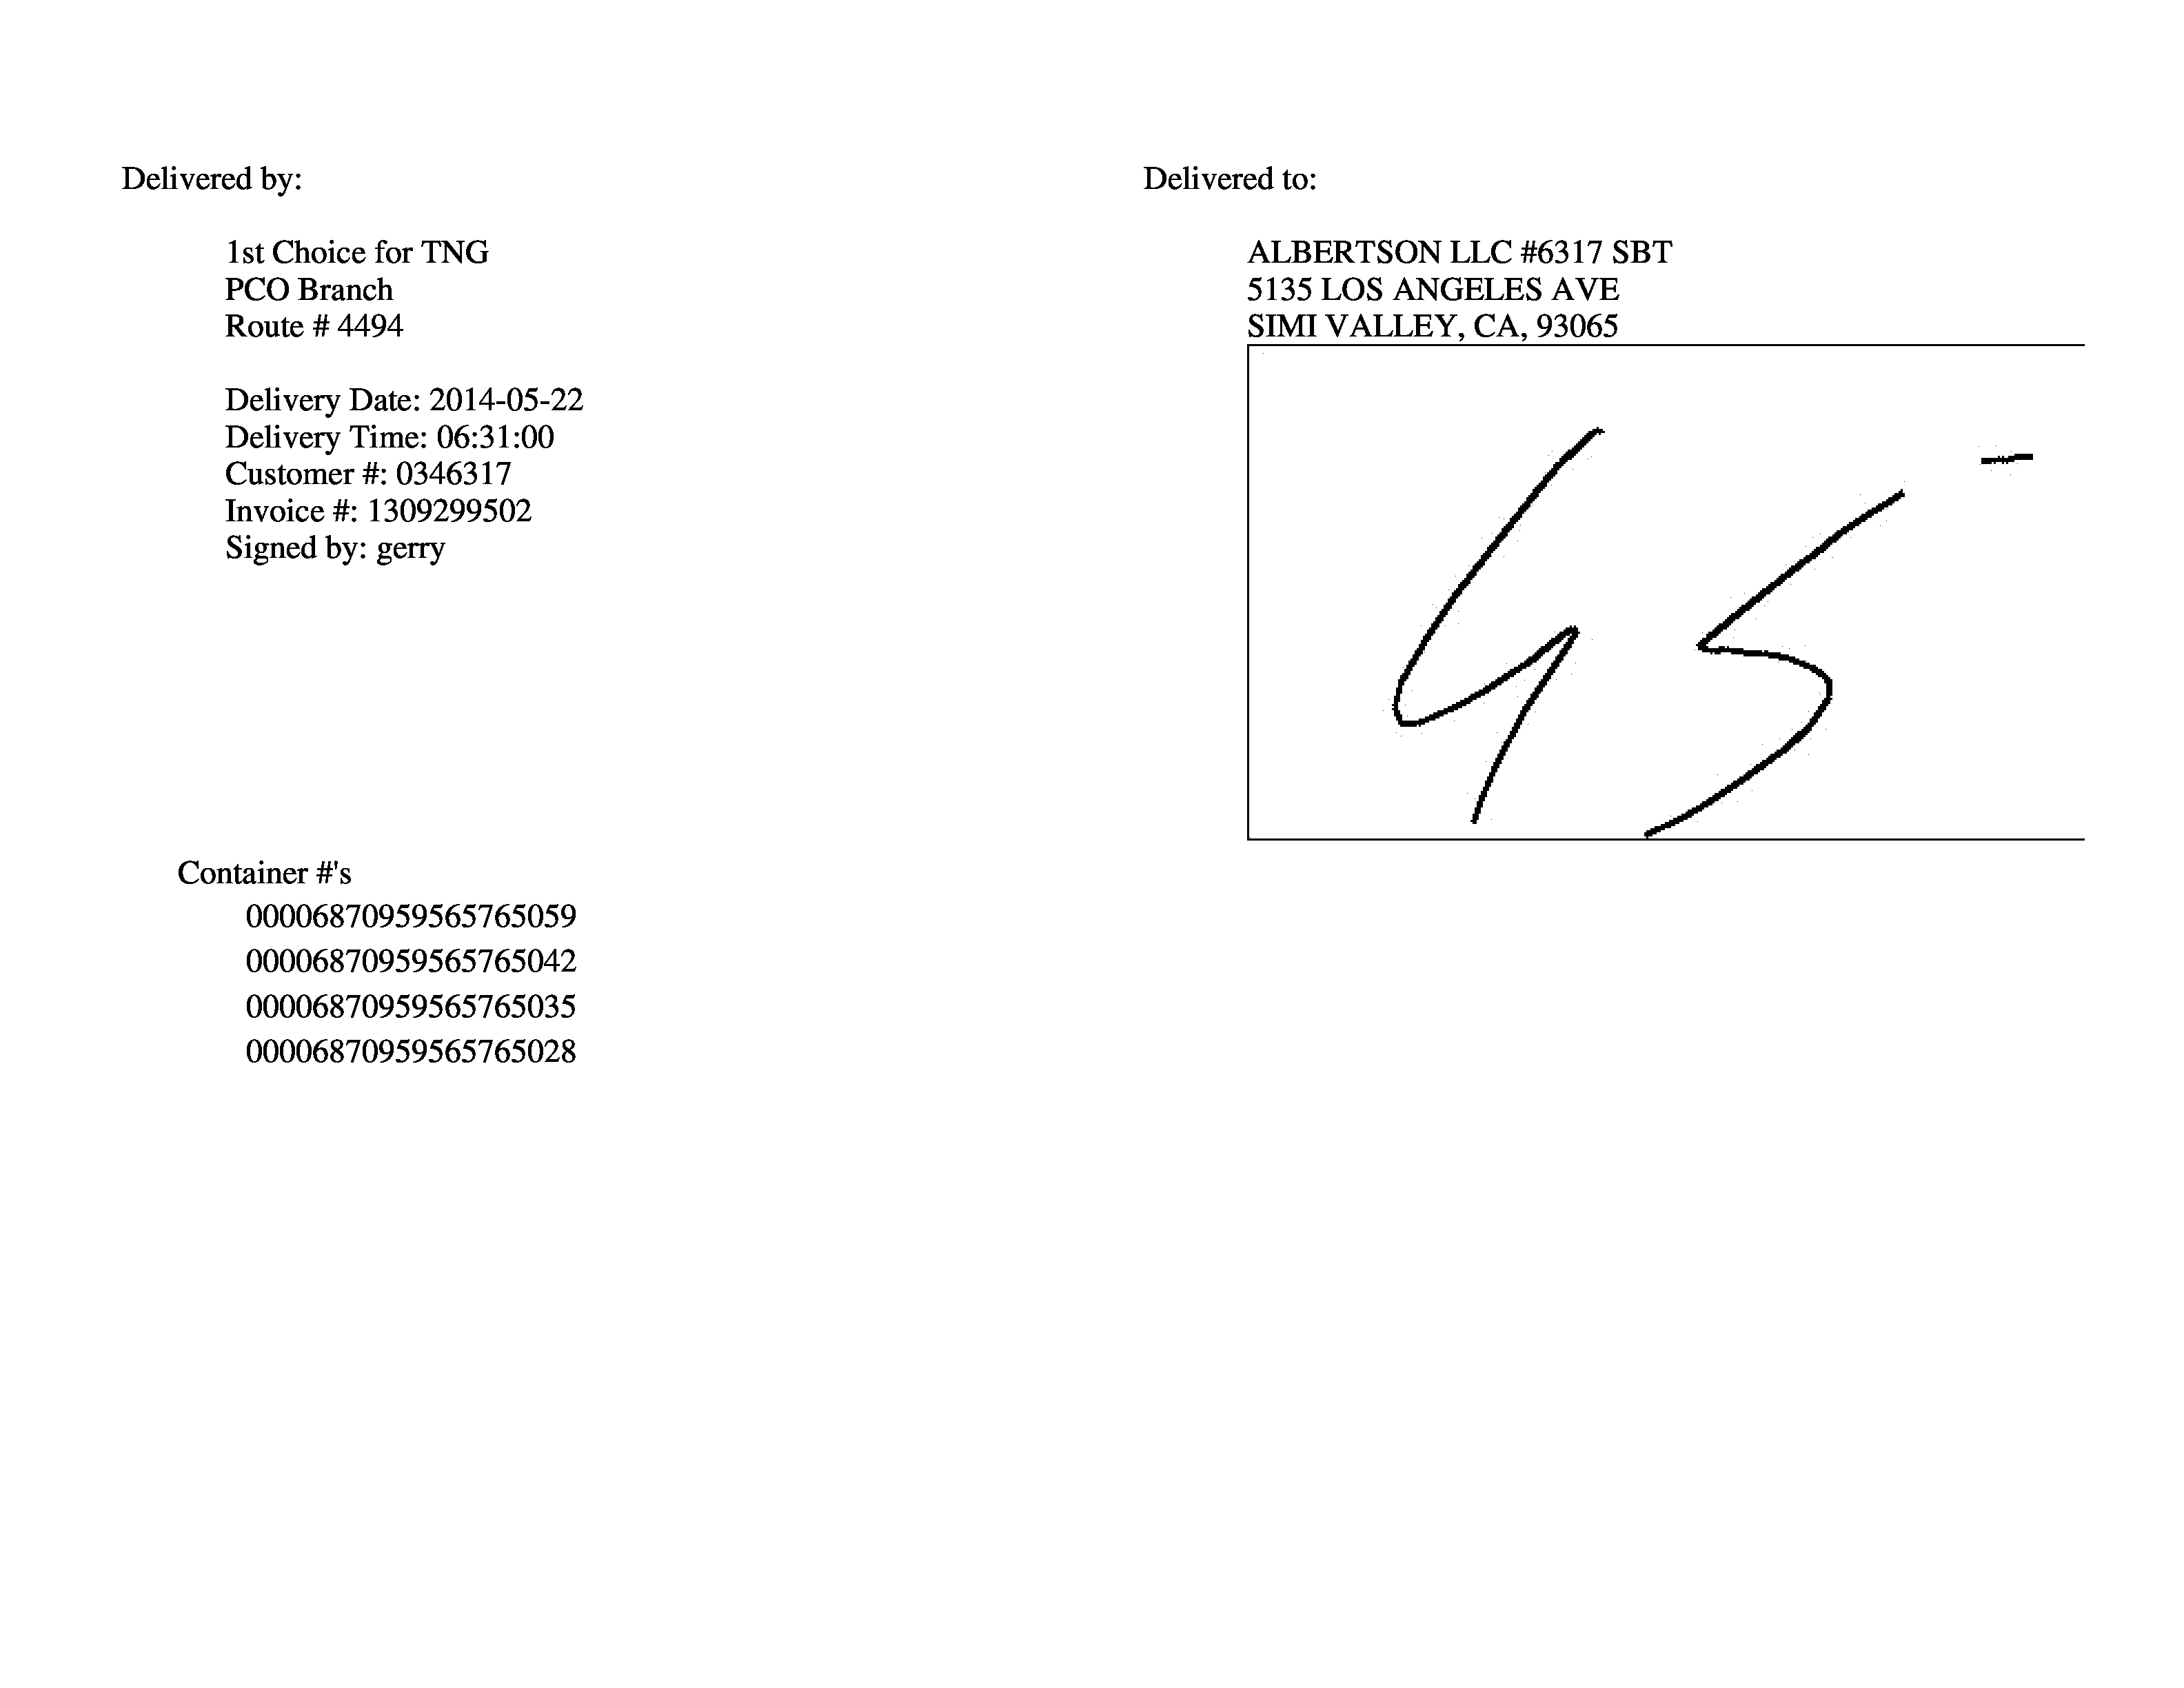 Delivered by:
1st Choice for TNG
PCO Branch
Route # 4494
Delivery Date: 2014-05-22
Delivery Time: 06:31:00
Customer #: 0346317
Invoice #: 1309299502
Signed by: gerry
Delivered to:
ALBERTSON LLC #6317 SBT
5135 LOS ANGELES AVE
SIMI VALLEY, CA, 93065
Container #'s
00006870959565765059
00006870959565765042
00006870959565765035
00006870959565765028